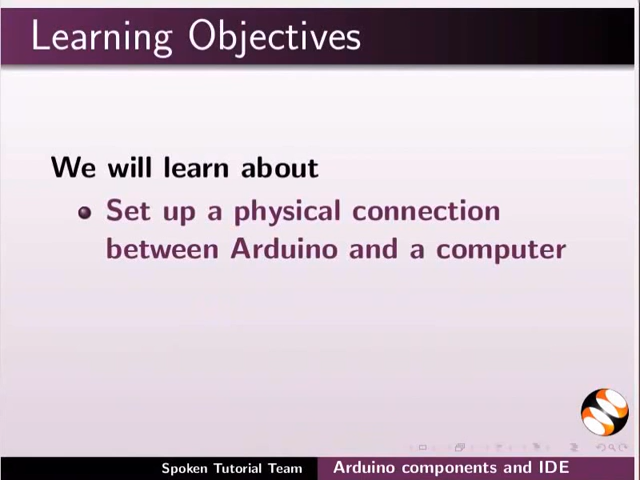 Learning Objectives
We will learn about
Set up a physical connection
between Arduino and a computer
Spoken Tutorial Team
Arduino components and IDE